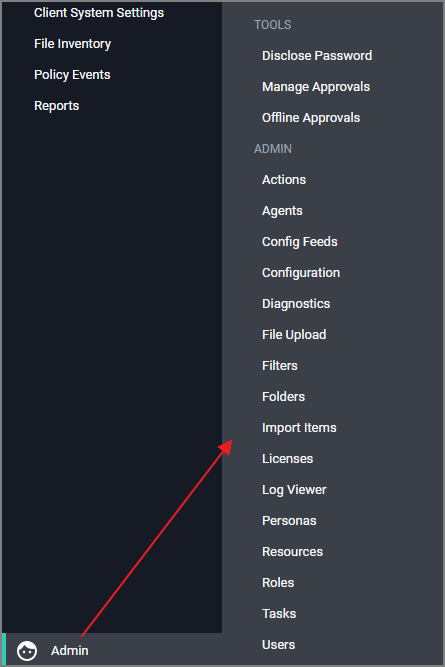 Client System Settings
File Inventory
Policy Events
Reports
Admin
TOOLS
Disclose Password
Manage Approvals
Offline Approvals
ADMIN
Actions
Agents
Config Feeds
Configuration
Diagnostics
File Upload
Filters
Folders
Import Items
Licenses
Log Viewer
Personas
Resources
Roles
Tasks
Users